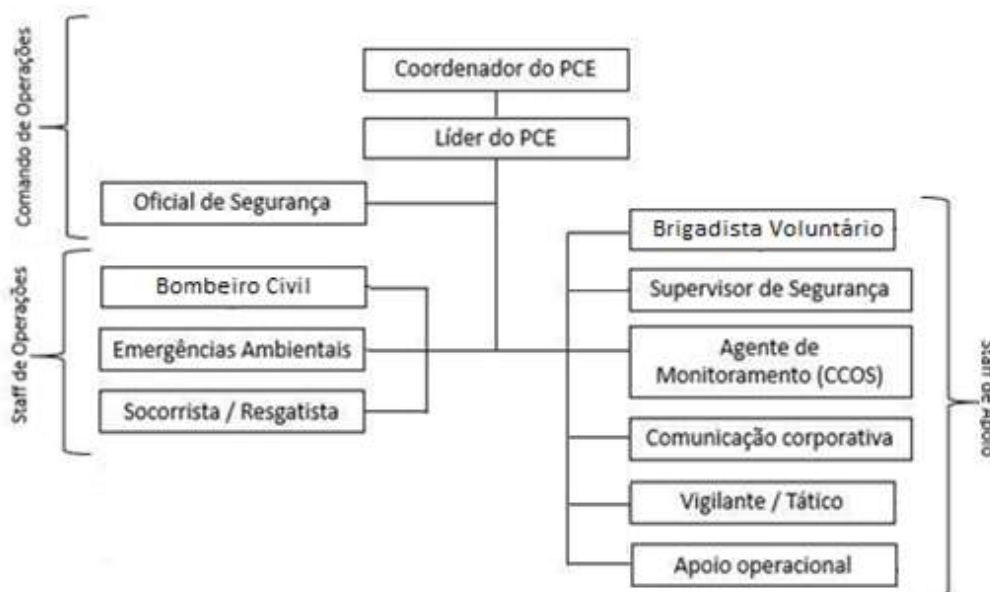 Comando de Operações
Coordenador do PCE
Líder do PCE
Oficial de Segurança
Staff de Operações
Bombeiro Civil
Emergências Ambientais
Socorrista / Resgatista
Brigadista Voluntário
Supervisor de Segurança
Agente de
Monitoramento (CCOS)
Comunicação corporativa
Vigilante / Tático
Apoio operacional
Staff de Apoio